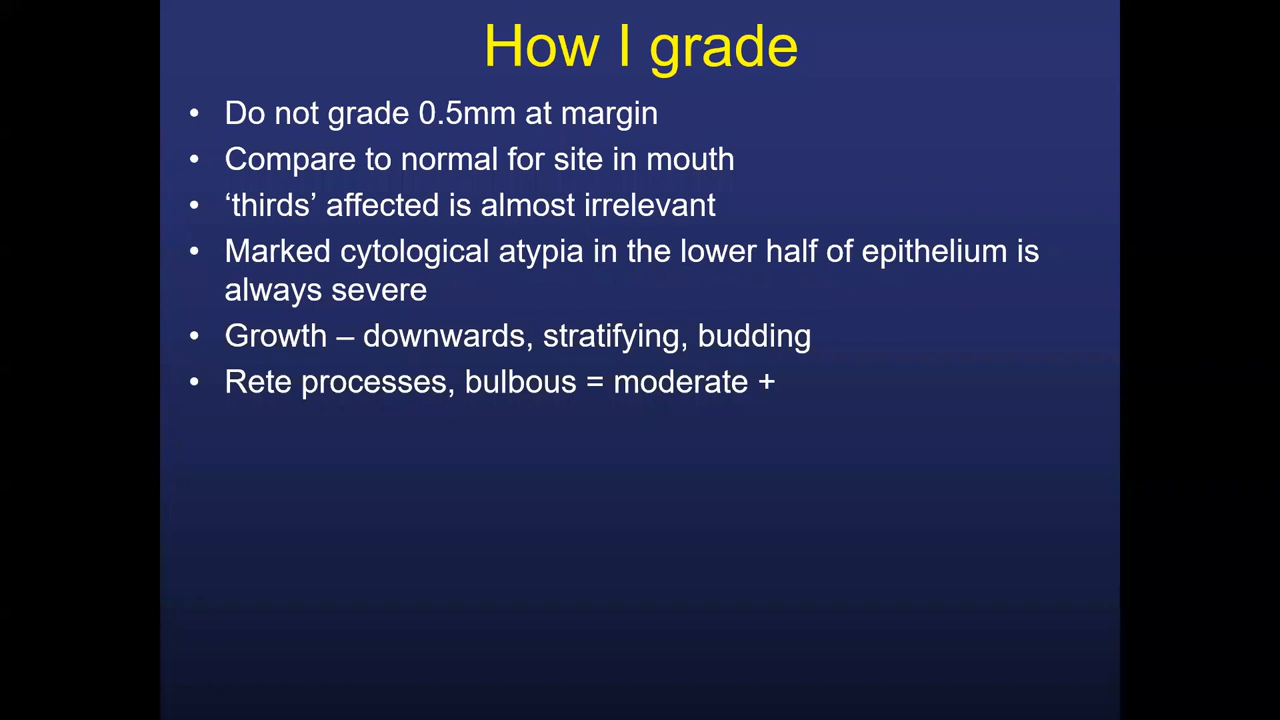 How I grade
• Do not grade 0.5mm at margin
• Compare to normal for site in mouth
• ‘thirds’ affected is almost irrelevant
• Marked cytological atypia in the lower half of epithelium is
always severe
• Growth – downwards, stratifying, budding
• Rete processes, bulbous = moderate +